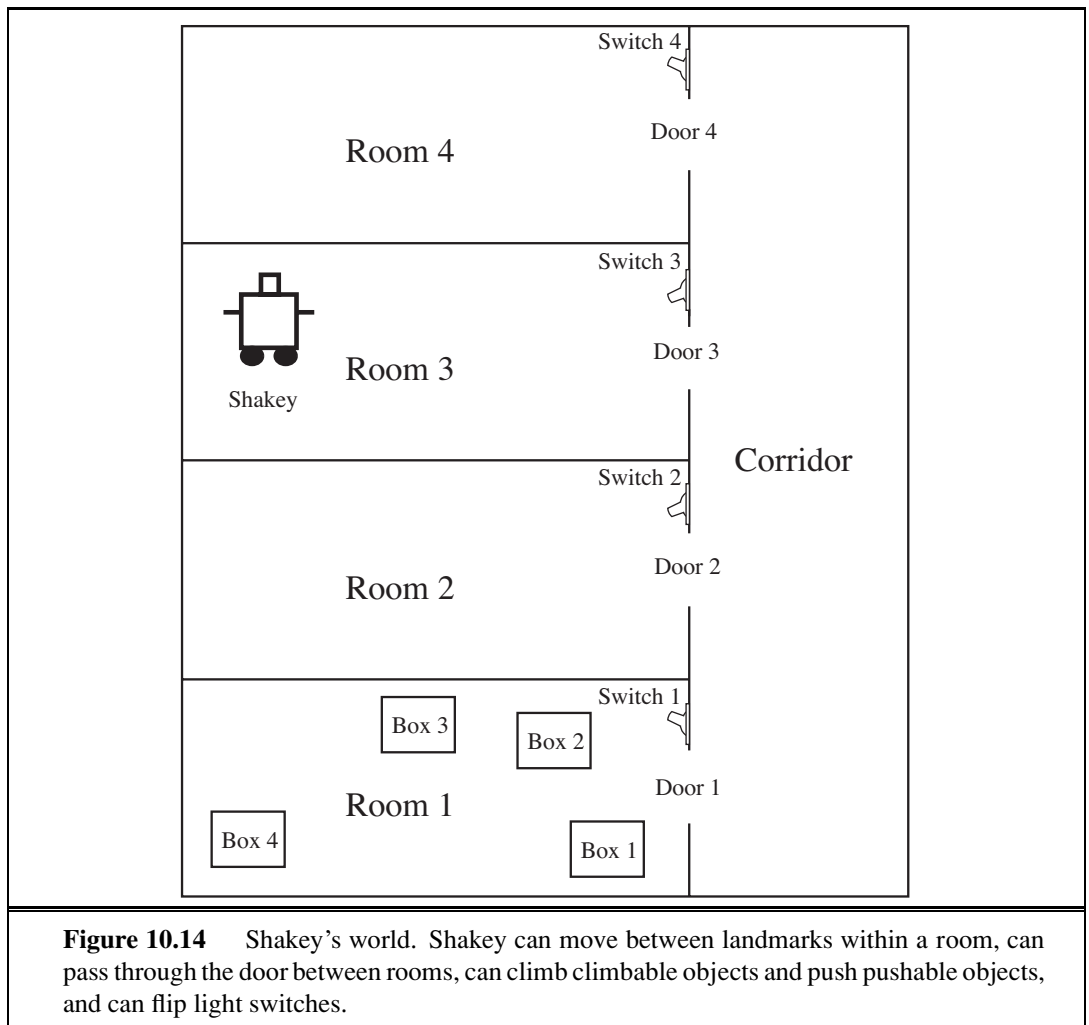 Switch 4
Door 4
Room 4
Switch 3
Door 3
Room 3
Shakey
Corridor
Switch 2
Door 2
Room 2
Switch 1
Box 3
Box 2
Door 1
Room 1
Box 4
Box 1
Figure 10.14 Shakey's world. Shakey can move between landmarks within a room, can
pass through the door between rooms, can climb climbable objects and push pushable objects,
and can flip light switches.